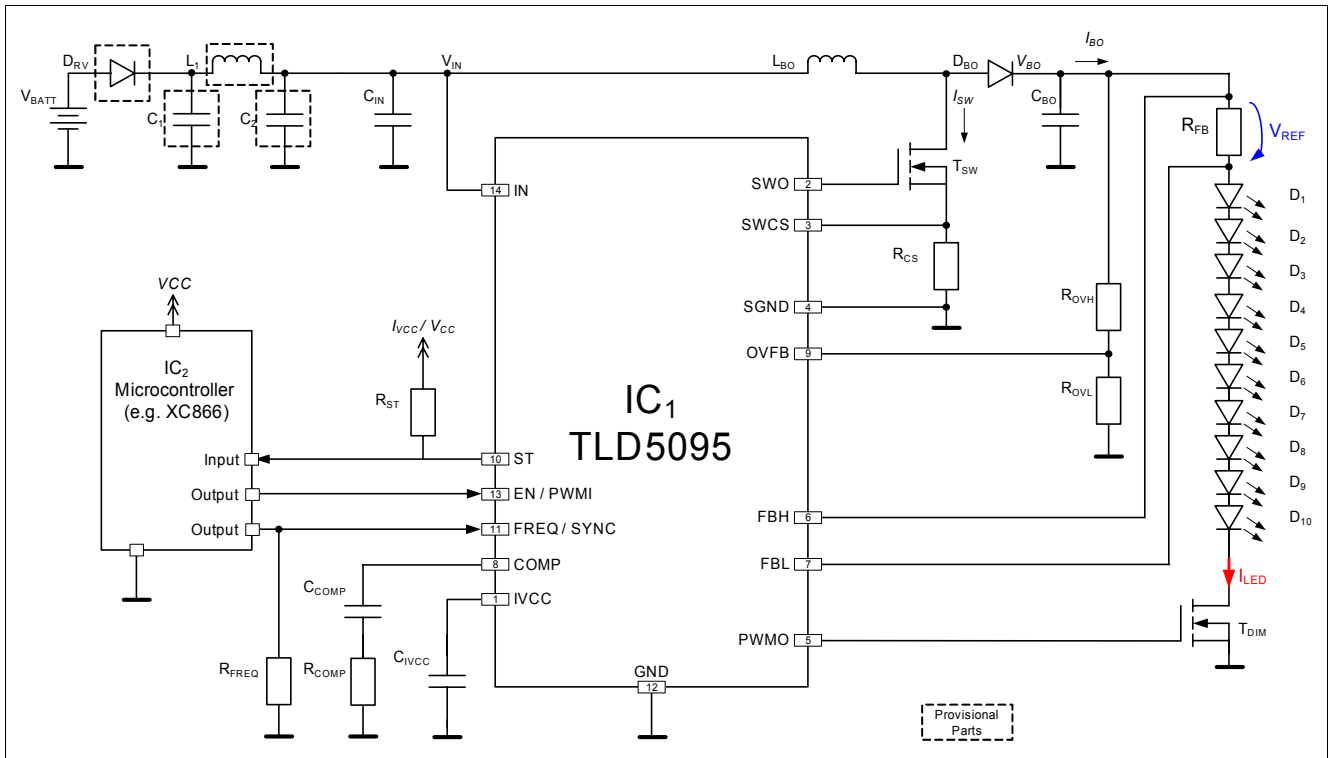 D_RV
L_1
V_IN
L_BO
D_BO
V_BO
I_BO
V_BATT
C_1
C_2
C_IN
I_SW
C_BO
R_FB
V_REF
T_SW
14 IN
SWO 2
SWCS 3
R_CS
SGND 4
OVFB 9
R_OVH
R_OVL
D_1
D_2
D_3
D_4
D_5
D_6
D_7
D_8
D_9
D_10
VCC
I_VCC / V_CC
R_ST
IC_2
Microcontroller
(e.g. XC866)
Input
Output
Output
IC_1
TLD5095
10 ST
13 EN / PWMI
11 FREQ / SYNC
8 COMP
1 IVCC
FBH 6
FBL 7
PWMO 5
I_LED
T_DIM
C_COMP
R_FREQ
R_COMP
C_IVCC
GND
12
Provisional
Parts